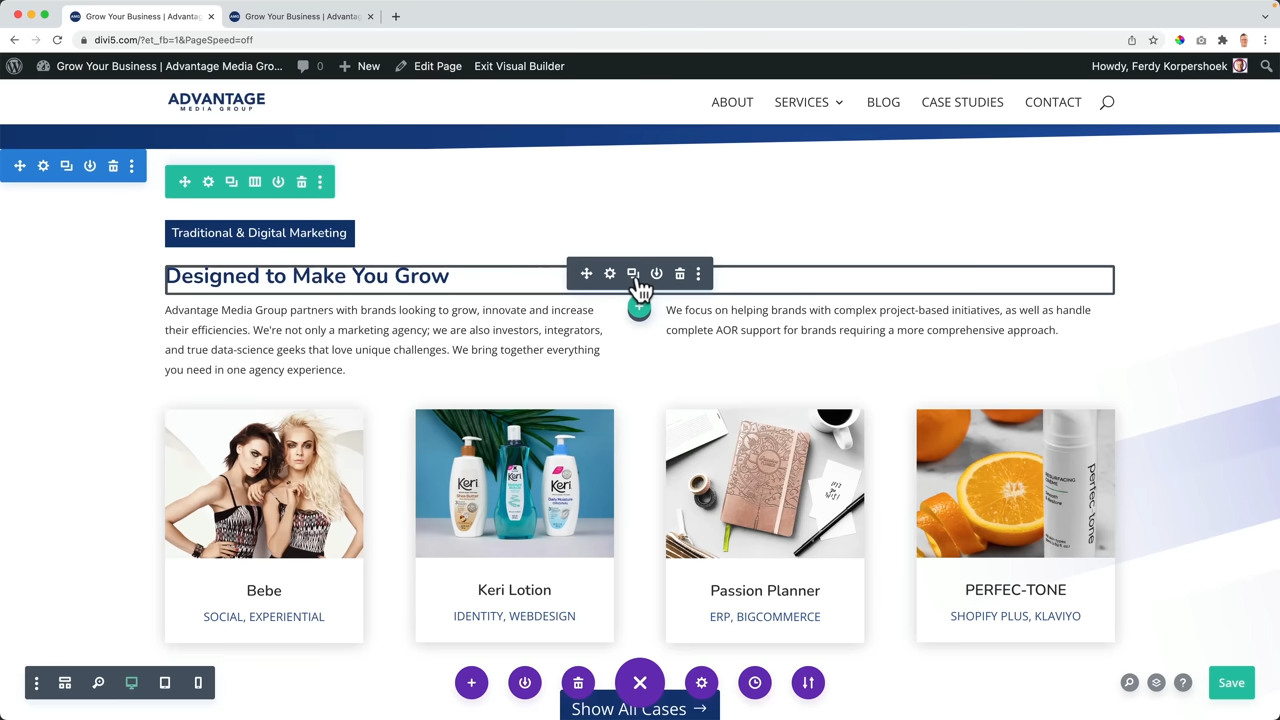 Grow Your Business | Advantag
Grow Your Business | Advantag
divi5.com/?et_fb=1&PageSpeed=off
Grow Your Business | Advantage Media Gro... 0 New Edit Page Exit Visual Builder Howdy, Ferdy Korpershoek
ADVANTAGE
MEDIA GROUP
ABOUT SERVICES BLOG CASE STUDIES CONTACT
Traditional & Digital Marketing
Designed to Make You Grow
Advantage Media Group partners with brands looking to grow, innovate and increase
their efficiencies. We're not only a marketing agency; we are also investors, integrators,
and true data-science geeks that love unique challenges. We bring together everything
you need in one agency experience.
We focus on helping brands with complex project-based initiatives, as well as handle
complete AOR support for brands requiring a more comprehensive approach.
Keri
Keri
Keri
perfec-tone
Bebe
SOCIAL, EXPERIENTIAL
Keri Lotion
IDENTITY, WEBDESIGN
Passion Planner
ERP, BIGCOMMERCE
PERFEC-TONE
SHOPIFY PLUS, KLAVIYO
Show All Cases
Save